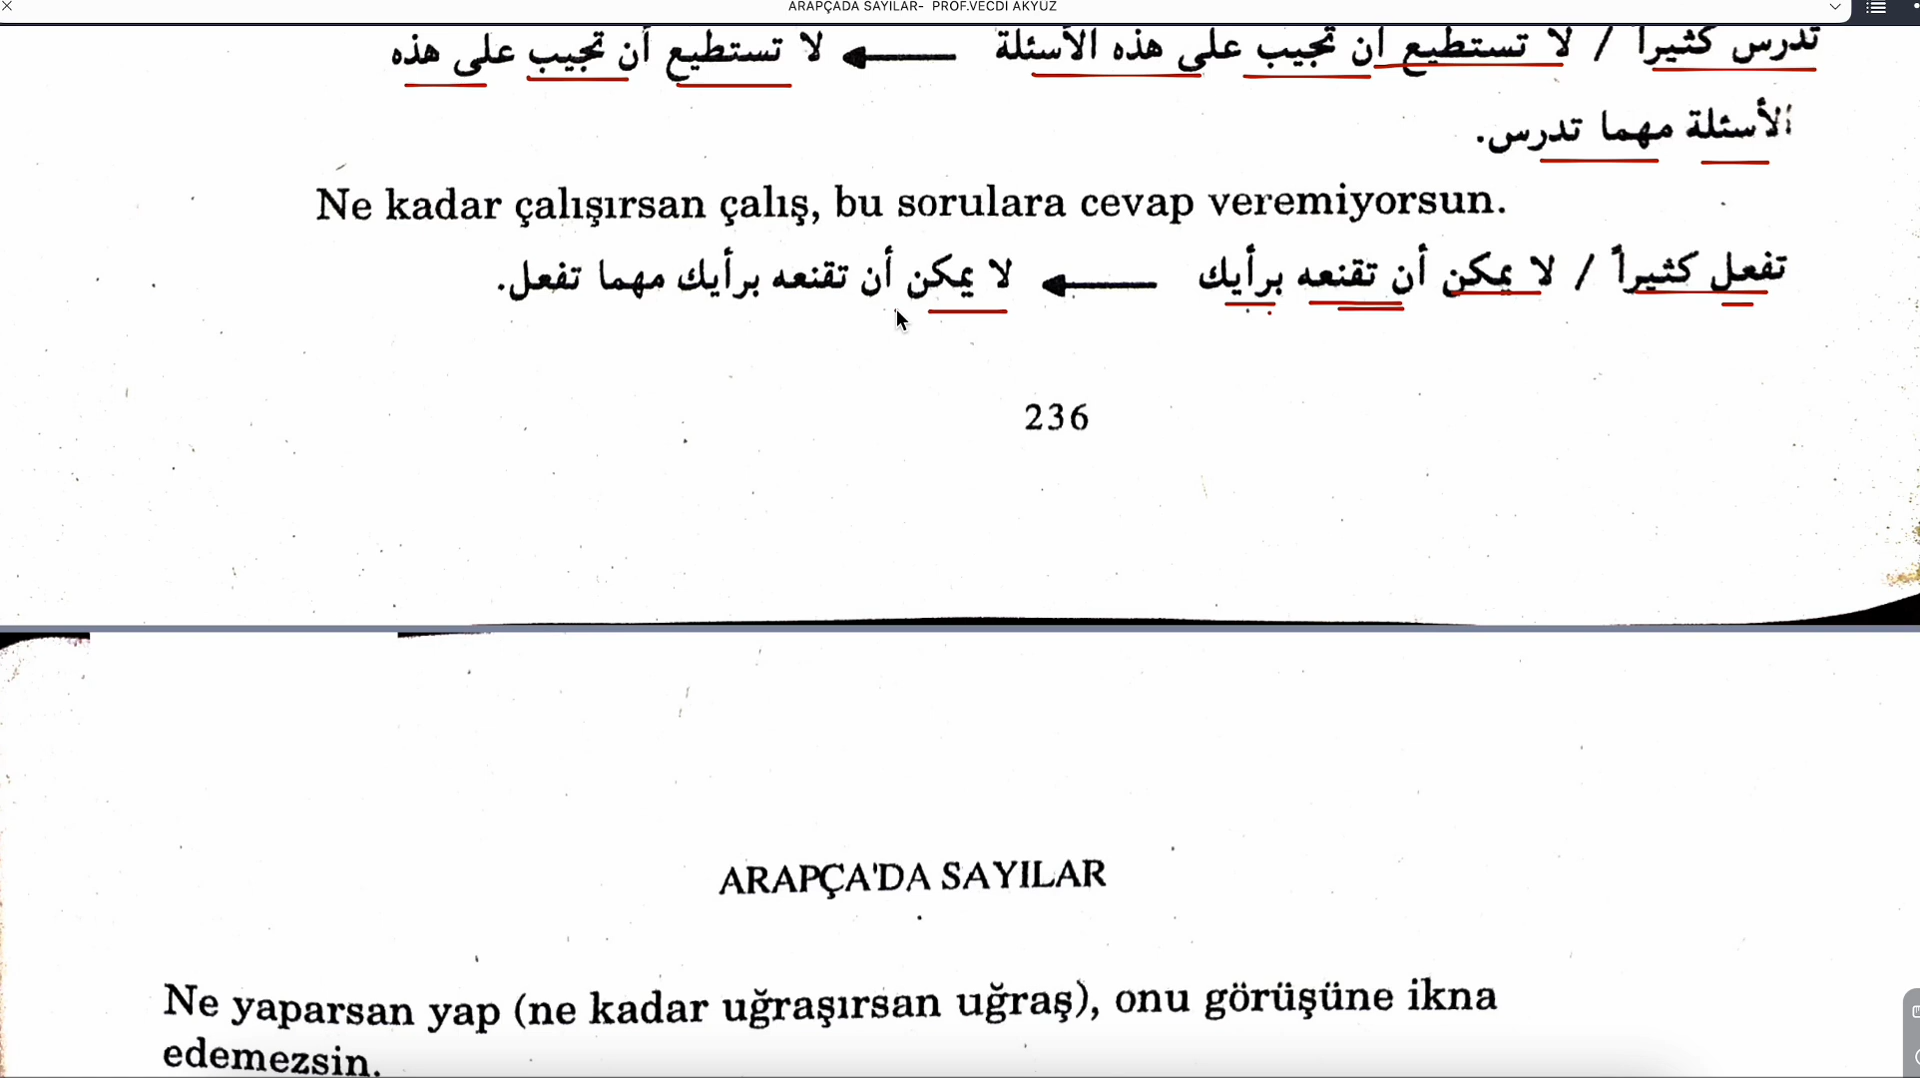 ARAPÇADA SAYILAR- PROF.VECDİ AKYÜZ
تدرس كثيراً / لا تستطيع أن تجيب على هذه الأسئلة ← لا تستطيع أن تجيب على هذه
الأسئلة مهما تدرس.
Ne kadar çalışırsan çalış, bu sorulara cevap veremiyorsun.
تفعل كثيراً / لا يمكن أن تقنعه برأيك ← لا يمكن أن تقنعه برأيك مهما تفعل.
236
ARAPÇA'DA SAYILAR
Ne yaparsan yap (ne kadar uğraşırsan uğraş), onu görüşüne ikna
edemezsin.